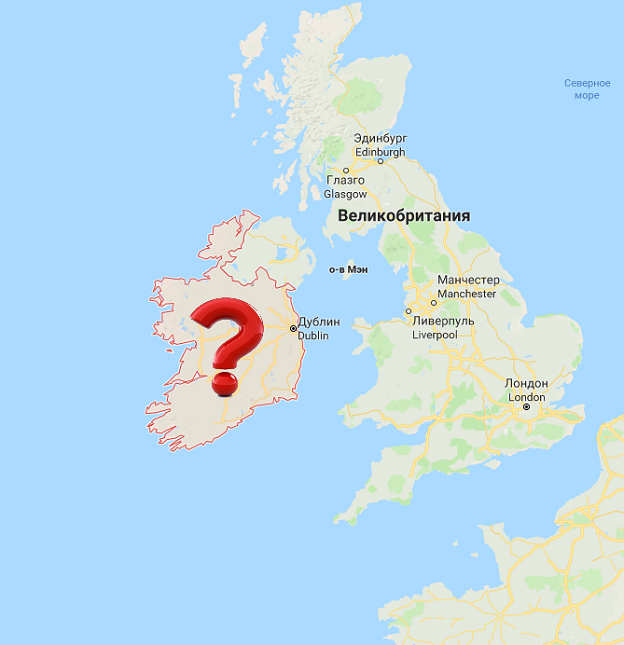 Северное
море
Эдинбург
Edinburgh
Глазго
Glasgow
Великобритания
о-в Мэн
Манчестер
Manchester
Дублин
Dublin
Ливерпуль
Liverpool
Лондон
London
?